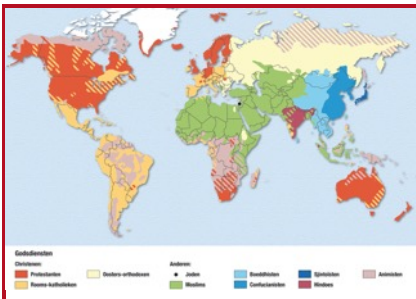 Godsdiensten
Christenen:
Anderen:
Protestanten
Oosters-orthodoxen
Joden
Boeddhisten
Sjintoïsten
Animisten
Rooms-katholieken
Moslims
Confucianisten
Hindoes